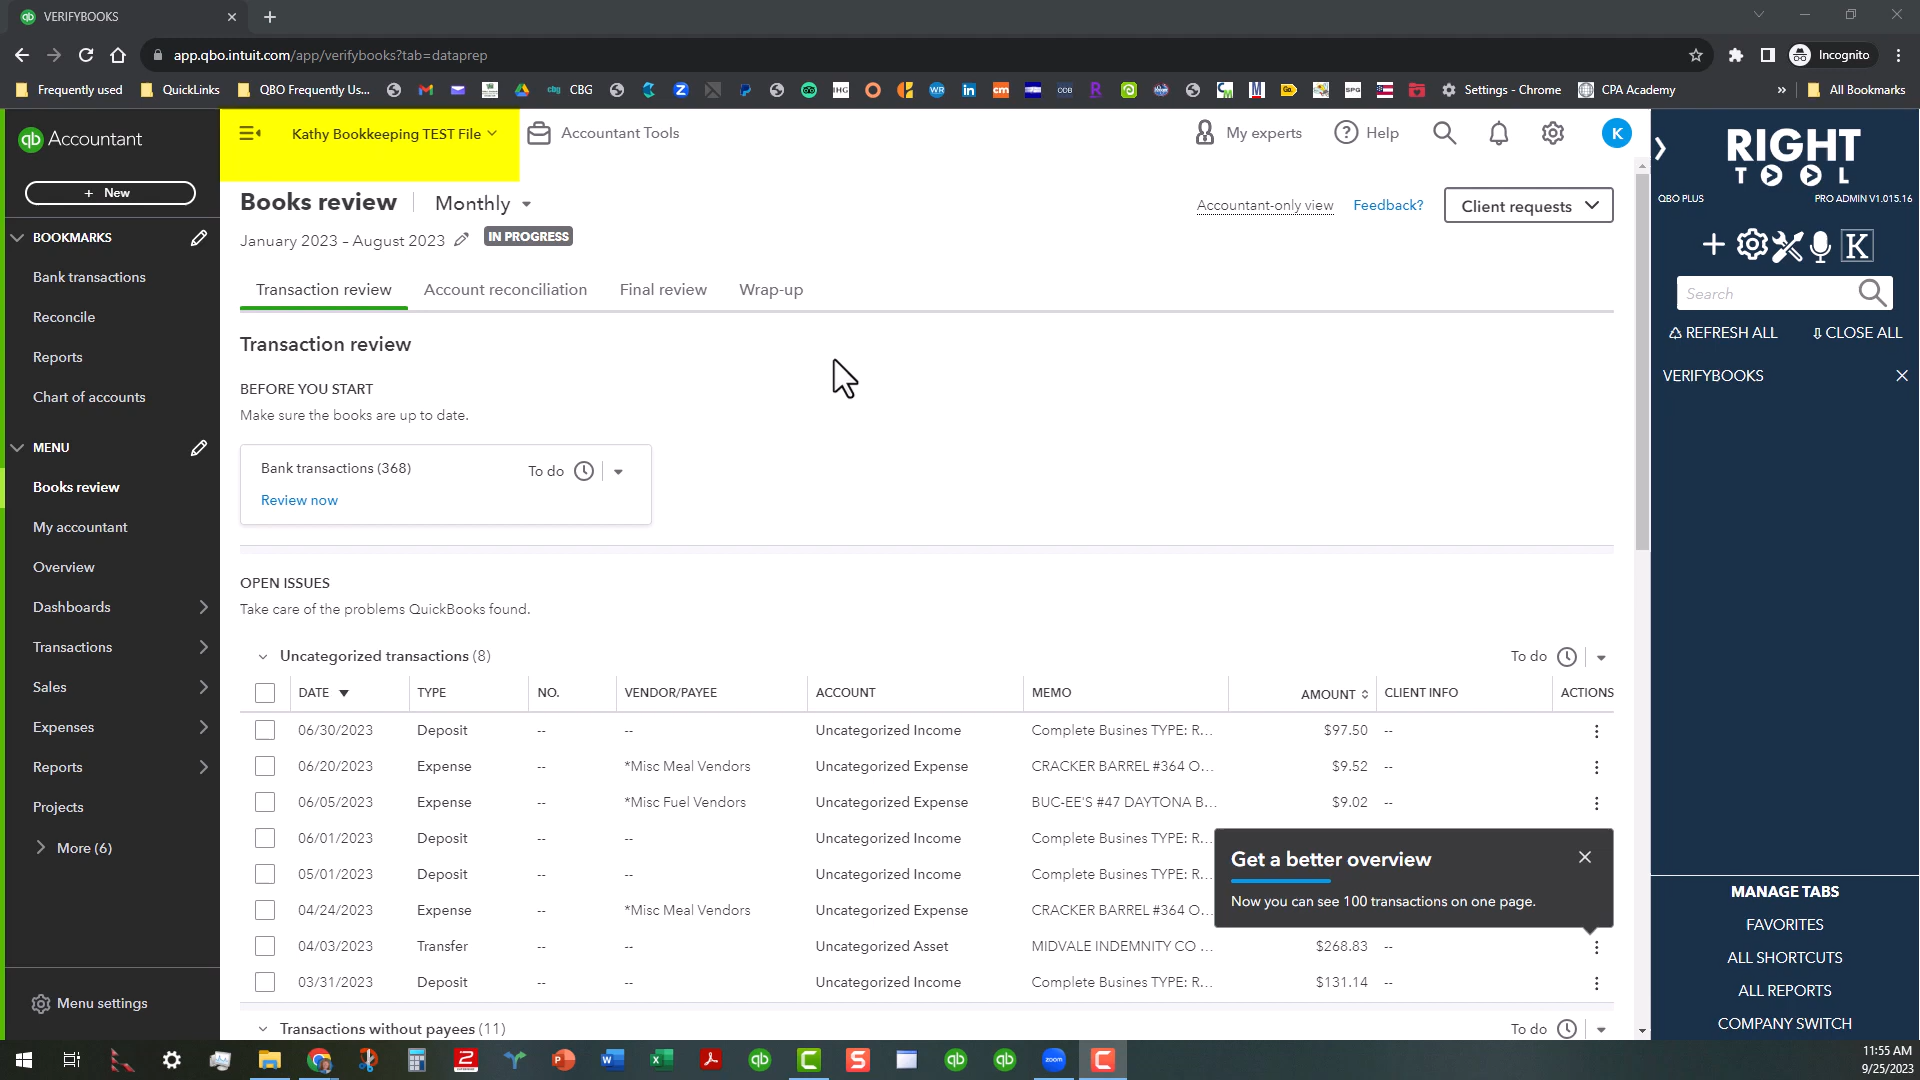 VERIFYBOOKS
app.qbo.intuit.com/app/verifybooks?tab=dataprep
Incognito
Frequently used
QuickLinks
QBO Frequently Us...
CBG
Settings - Chrome
CPA Academy
All Bookmarks
qb Accountant
+ New
BOOKMARKS
Bank transactions
Reconcile
Reports
Chart of accounts
MENU
Books review
My accountant
Overview
Dashboards
Transactions
Sales
Expenses
Reports
Projects
More (6)
Menu settings
Kathy Bookkeeping TEST File
Accountant Tools
My experts
Help
K
Books review
Monthly
Accountant-only view
Feedback?
Client requests
January 2023 – August 2023
IN PROGRESS
Transaction review
Account reconciliation
Final review
Wrap-up
Transaction review
BEFORE YOU START
Make sure the books are up to date.
Bank transactions (368)
To do
Review now
OPEN ISSUES
Take care of the problems QuickBooks found.
Uncategorized transactions (8)
To do
DATE TYPE NO. VENDOR/PAYEE ACCOUNT MEMO AMOUNT CLIENT INFO ACTIONS
06/30/2023 Deposit -- -- Uncategorized Income Complete Busines TYPE: R... $97.50 --
06/20/2023 Expense -- *Misc Meal Vendors Uncategorized Expense CRACKER BARREL #364 O... $9.52 --
06/05/2023 Expense -- *Misc Fuel Vendors Uncategorized Expense BUC-EE'S #47 DAYTONA B... $9.02 --
06/01/2023 Deposit -- -- Uncategorized Income Complete Busines TYPE: R...
05/01/2023 Deposit -- -- Uncategorized Income Complete Busines TYPE: R...
04/24/2023 Expense -- *Misc Meal Vendors Uncategorized Expense CRACKER BARREL #364 O...
04/03/2023 Transfer -- -- Uncategorized Asset MIDVALE INDEMNITY CO ... $268.83 --
03/31/2023 Deposit -- -- Uncategorized Income Complete Busines TYPE: R... $131.14 --
Transactions without payees (11)
To do
Get a better overview
Now you can see 100 transactions on one page.
RIGHT
TOOL
QBO PLUS
PRO ADMIN V1.015.16
K
Search
REFRESH ALL
CLOSE ALL
VERIFYBOOKS
MANAGE TABS
FAVORITES
ALL SHORTCUTS
ALL REPORTS
COMPANY SWITCH
11:55 AM
9/25/2023